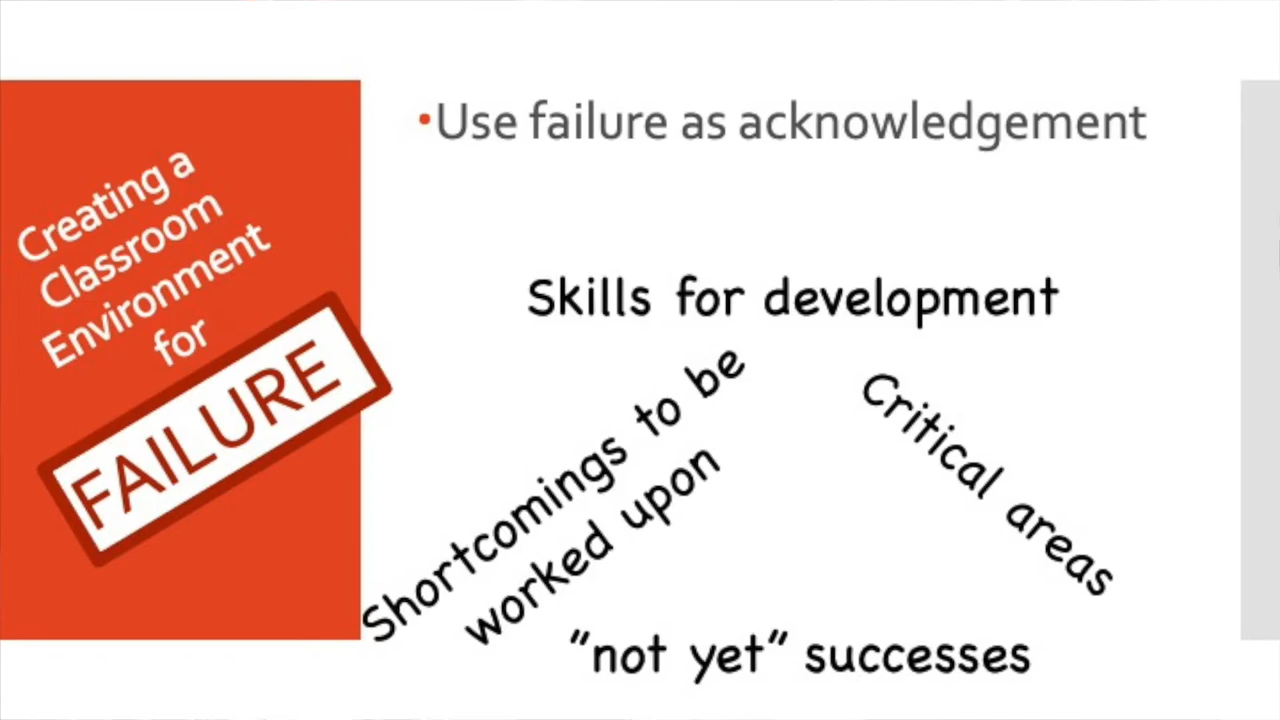 Creating a
Classroom
Environment
for
FAILURE
•Use failure as acknowledgement
Skills for development
Shortcomings to be
worked upon
Critical areas
"not yet" successes